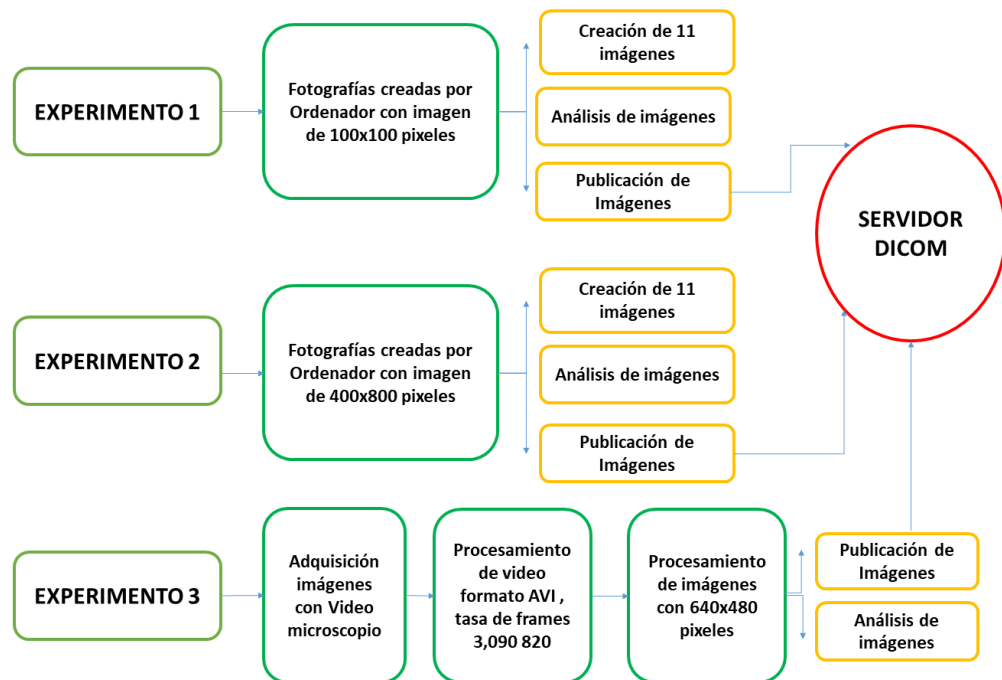 EXPERIMENTO 1
Fotografías creadas por
Ordenador con imagen
de 100x100 pixeles
Creación de 11
imágenes
Análisis de imágenes
Publicación de
Imágenes
SERVIDOR
DICOM
EXPERIMENTO 2
Fotografías creadas por
Ordenador con imagen
de 400x800 pixeles
Creación de 11
imágenes
Análisis de imágenes
Publicación de
Imágenes
EXPERIMENTO 3
Adquisición
imágenes
con Video
microscopio
Procesamiento
de video
formato AVI ,
tasa de frames
3,090 820
Procesamiento
de imágenes
con 640x480
pixeles
Publicación de
Imágenes
Análisis de
imágenes